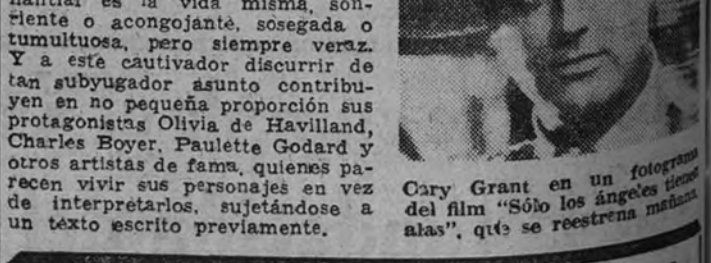 nantial es la vida misma, son-
riente o acongojante, sosegada o
tumultuosa, pero siempre veraz.
Y a este cautivador discurrir de
tan subyugador asunto contribu-
yen en no pequeña proporción sus
protagonistas Olivia de Havilland,
Charles Boyer, Paulette Godard y
otros artistas de fama, quienes pa-
recen vivir sus personajes en vez
de interpretarlos, sujetándose a
un texto escrito previamente.
Cary Grant en un fotograma
del film "Sólo los ángeles tienen
alas", que se reestrena mañana